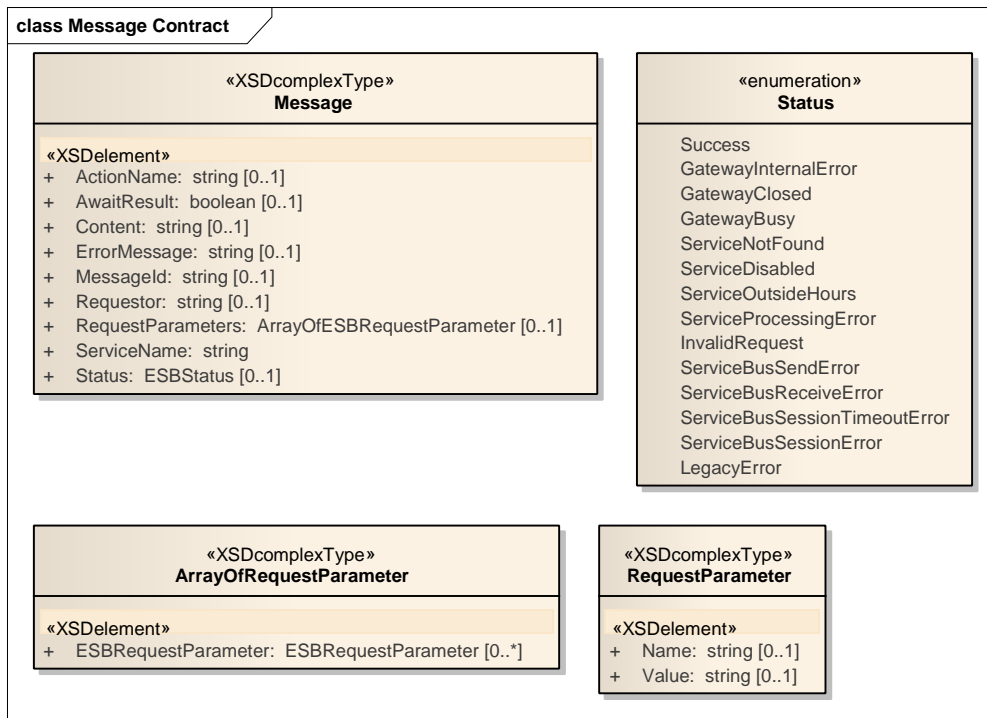 class Message Contract
«XSDcomplexType»
Message
«XSDelement»
+ ActionName: string [0..1]
+ AwaitResult: boolean [0..1]
+ Content: string [0..1]
+ ErrorMessage: string [0..1]
+ MessageId: string [0..1]
+ Requestor: string [0..1]
+ RequestParameters: ArrayOfESBRequestParameter [0..1]
+ ServiceName: string
+ Status: ESBStatus [0..1]
«enumeration»
Status
Success
GatewayInternalError
GatewayClosed
GatewayBusy
ServiceNotFound
ServiceDisabled
ServiceOutsideHours
ServiceProcessingError
InvalidRequest
ServiceBusSendError
ServiceBusReceiveError
ServiceBusSessionTimeoutError
ServiceBusSessionError
LegacyError
«XSDcomplexType»
ArrayOfRequestParameter
«XSDelement»
+ ESBRequestParameter: ESBRequestParameter [0..*]
«XSDcomplexType»
RequestParameter
«XSDelement»
+ Name: string [0..1]
+ Value: string [0..1]